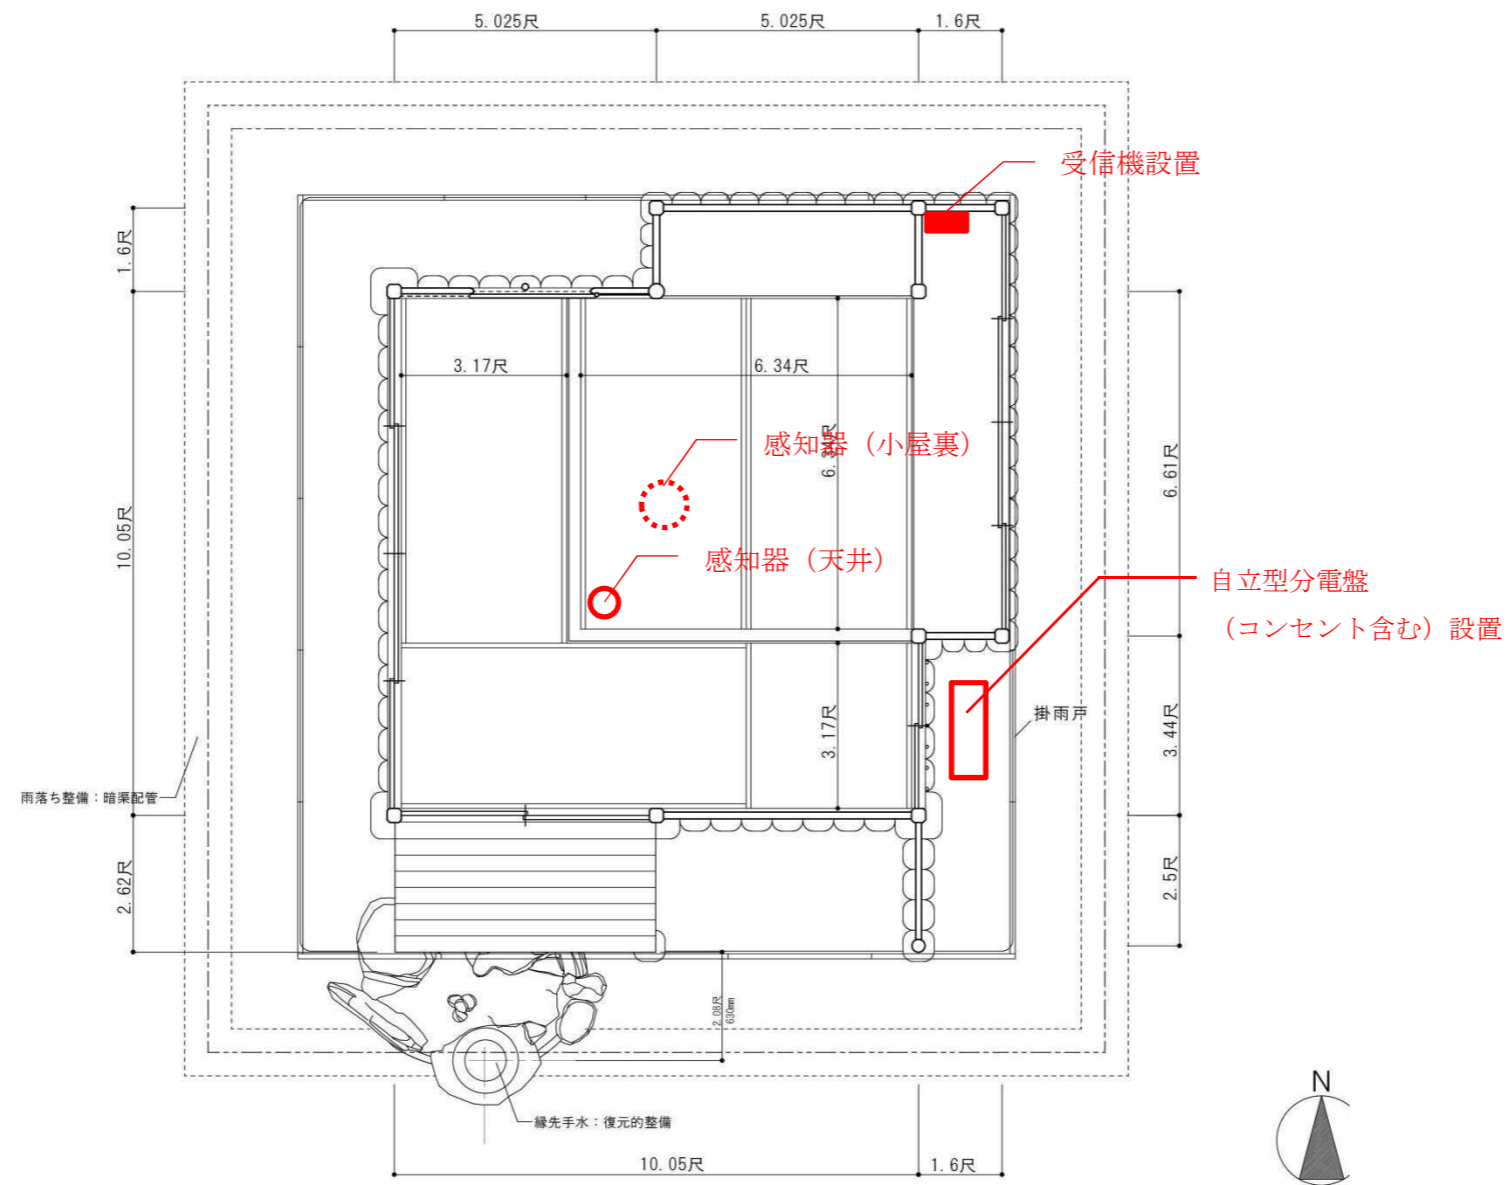 5.025尺
5.025尺
1.6尺
受信機設置
1.6尺
3.17尺
6.34尺
感知器（小屋裏）
6.34尺
6.61尺
10.05尺
感知器（天井）
自立型分電盤
（コンセント含む）設置
掛雨戸
3.17尺
3.44尺
雨落ち整備：暗渠配管
2.62尺
2.5尺
2.08尺
630mm
縁先手水：復元的整備
N
10.05尺
1.6尺